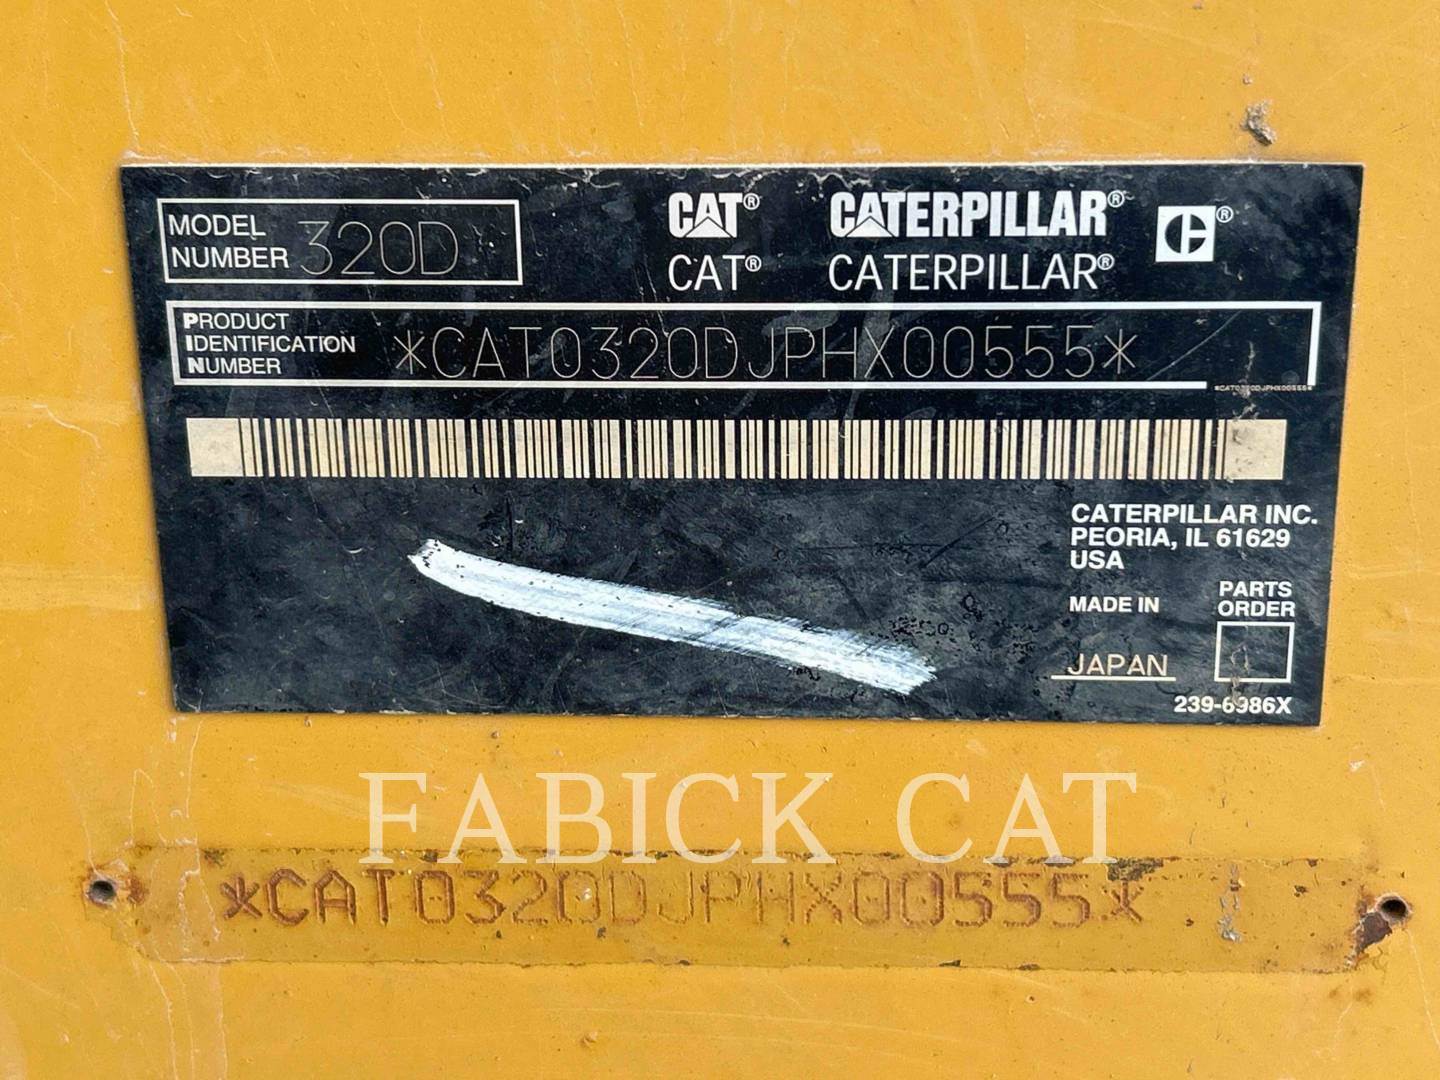 MODEL
NUMBER 320D
CAT® CATERPILLAR® C®
CAT® CATERPILLAR®
PRODUCT
IDENTIFICATION
NUMBER
*CAT0320DJPHX00555*
*CAT0320DJPHX00555*
CATERPILLAR INC.
PEORIA, IL 61629
USA
MADE IN
JAPAN
PARTS
ORDER
239-6986X
FABICK CAT
*CAT0320DJPHX00555*